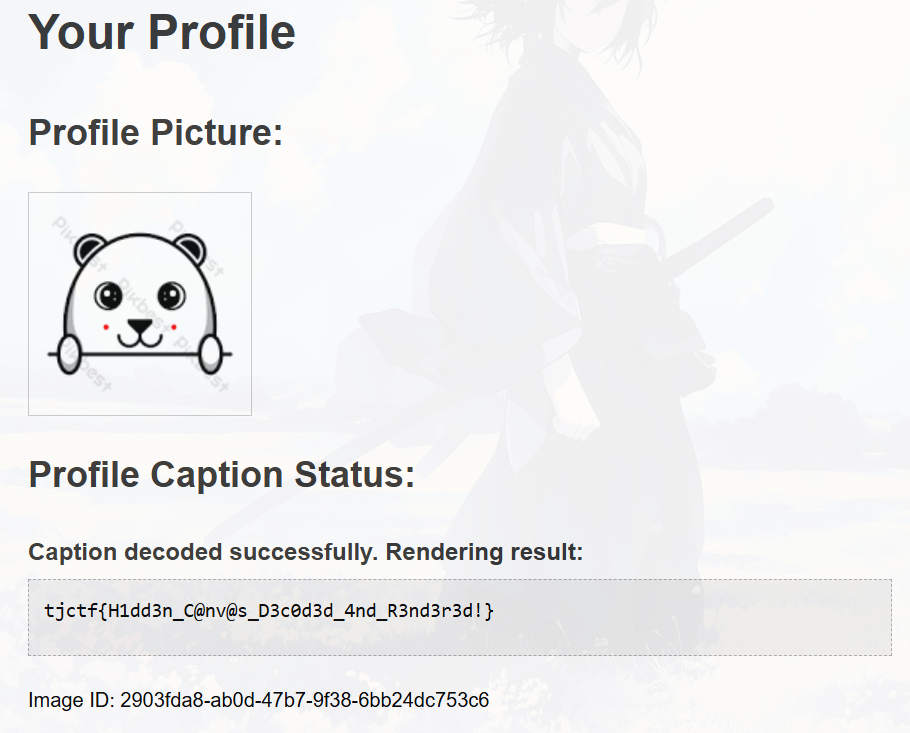 Your Profile
Profile Picture:
Pikbest
Pikbest
Pikbest
Pikbest
Profile Caption Status:
Caption decoded successfully. Rendering result:
tjctf{H1dd3n_C@nv@s_D3c0d3d_4nd_R3nd3r3d!}
Image ID: 2903fda8-ab0d-47b7-9f38-6bb24dc753c6